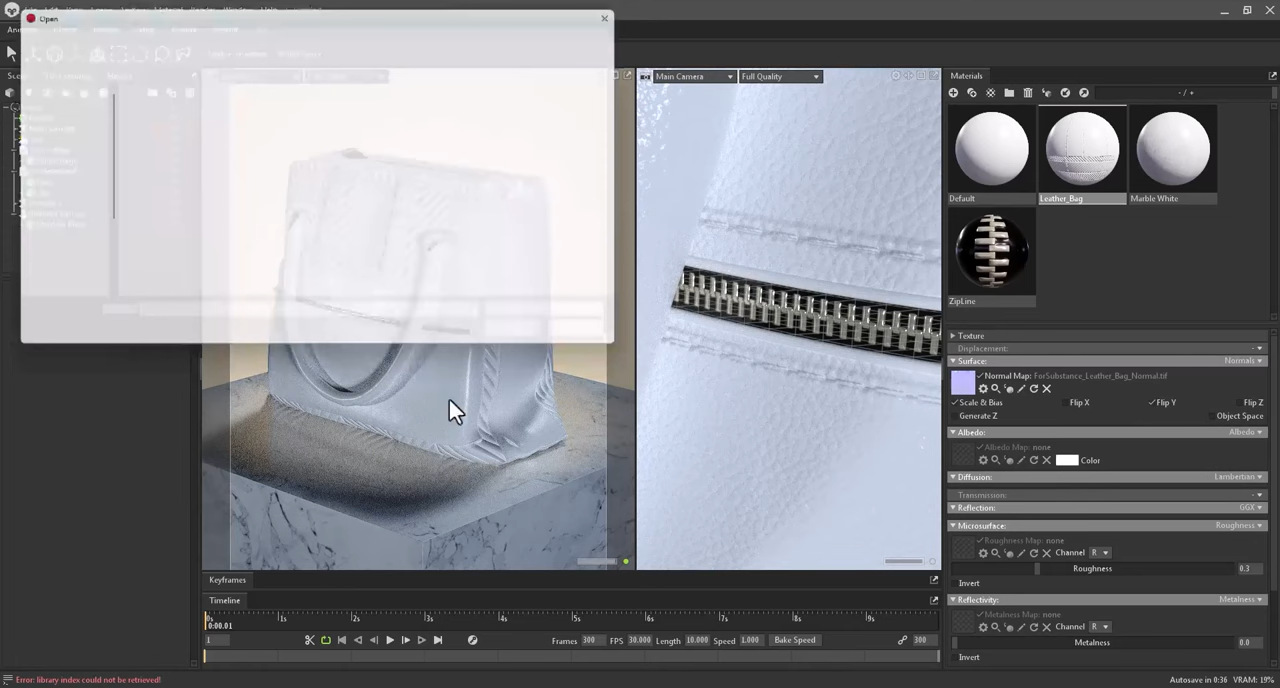 Open
Main Camera
Full Quality
Materials
- / +
Default
Leather_Bag
Marble White
ZipLine
Texture
Displacement:
Surface:
Normals
Normal Map: ForSubstance_Leather_Bag_Normal.tif
Scale & Bias
Flip X
Flip Y
Flip Z
Generate Z
Object Space
Albedo:
Albedo
Albedo Map: none
Color
Diffusion:
Lambertian
Transmission:
Reflection:
GGX
Microsurface:
Roughness
Roughness Map: none
Channel R
Roughness
0.3
Invert
Reflectivity:
Metalness
Metalness Map: none
Channel R
Metalness
0.0
Invert
Keyframes
Timeline
0s
1s
2s
3s
4s
5s
6s
7s
8s
9s
0:00.01
1
Frames 300 FPS 30.000 Length 10.000 Speed 1.000 Bake Speed
300
Error: library index could not be retrieved!
Autosave in 0:36 VRAM: 19%